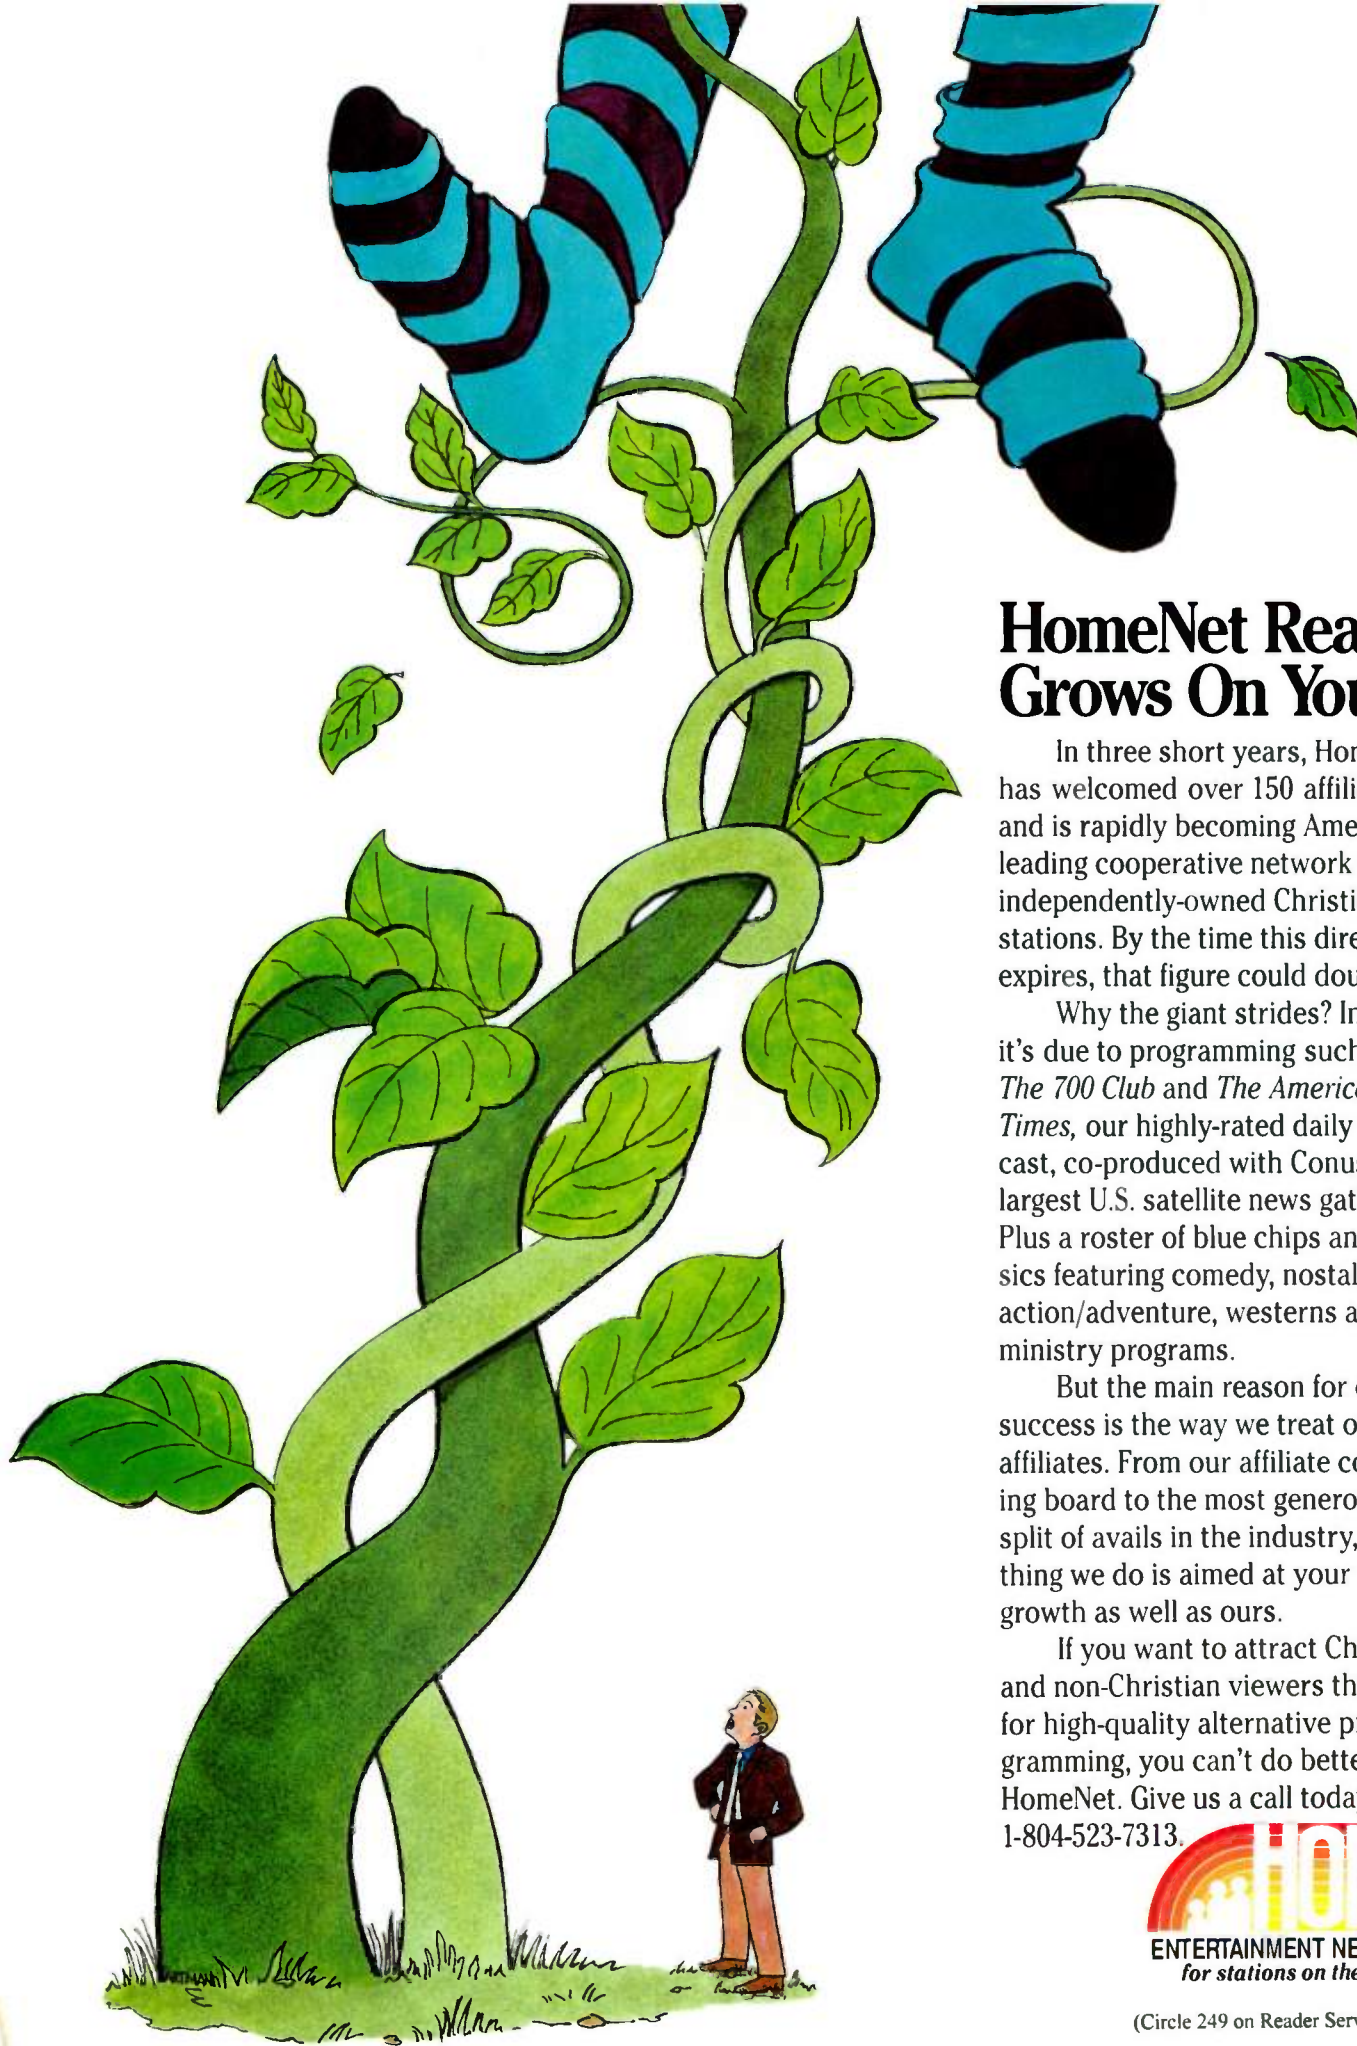 HomeNet Rea
Grows On You
In three short years, Hom
has welcomed over 150 affili
and is rapidly becoming Ame
leading cooperative network
independently-owned Christi
stations. By the time this dire
expires, that figure could dou
Why the giant strides? In
it's due to programming such
The 700 Club and The America
Times, our highly-rated daily
cast, co-produced with Conus
largest U.S. satellite news gat
Plus a roster of blue chips an
sics featuring comedy, nostal
action/adventure, westerns a
ministry programs.
But the main reason for
success is the way we treat o
affiliates. From our affiliate co
ing board to the most genero
split of avails in the industry,
thing we do is aimed at your
growth as well as ours.
If you want to attract Ch
and non-Christian viewers th
for high-quality alternative p
gramming, you can't do bette
HomeNet. Give us a call toda
1-804-523-7313.
HO
ENTERTAINMENT NE
for stations on the
(Circle 249 on Reader Ser